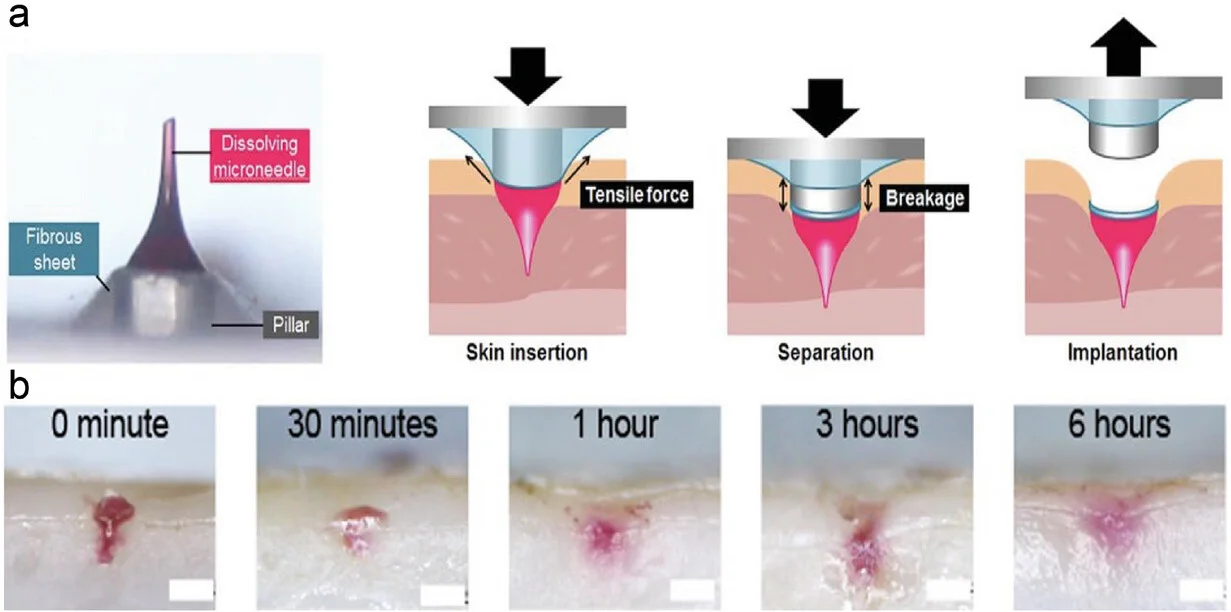 a
Dissolving
microneedle
Fibrous
sheet
Pillar
Tensile force
Breakage
Skin insertion
Separation
Implantation
b
0 minute
30 minutes
1 hour
3 hours
6 hours